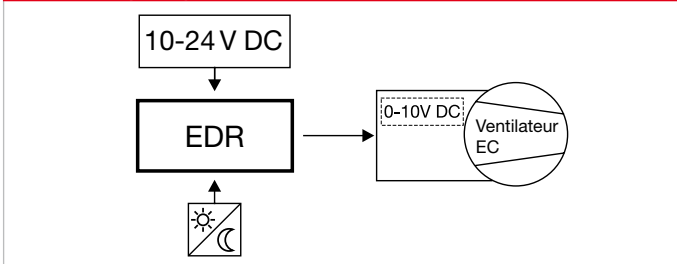 10-24 V DC
EDR
0-10V DC
Ventilateur
EC